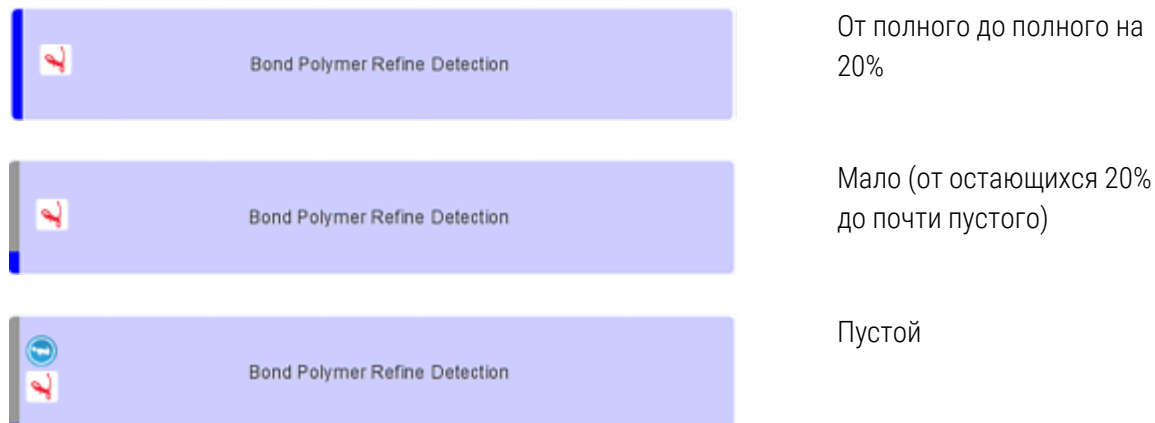 От полного до полного на
20%
Bond Polymer Refine Detection
Мало (от остающихся 20%
до почти пустого)
Bond Polymer Refine Detection
Пустой
Bond Polymer Refine Detection